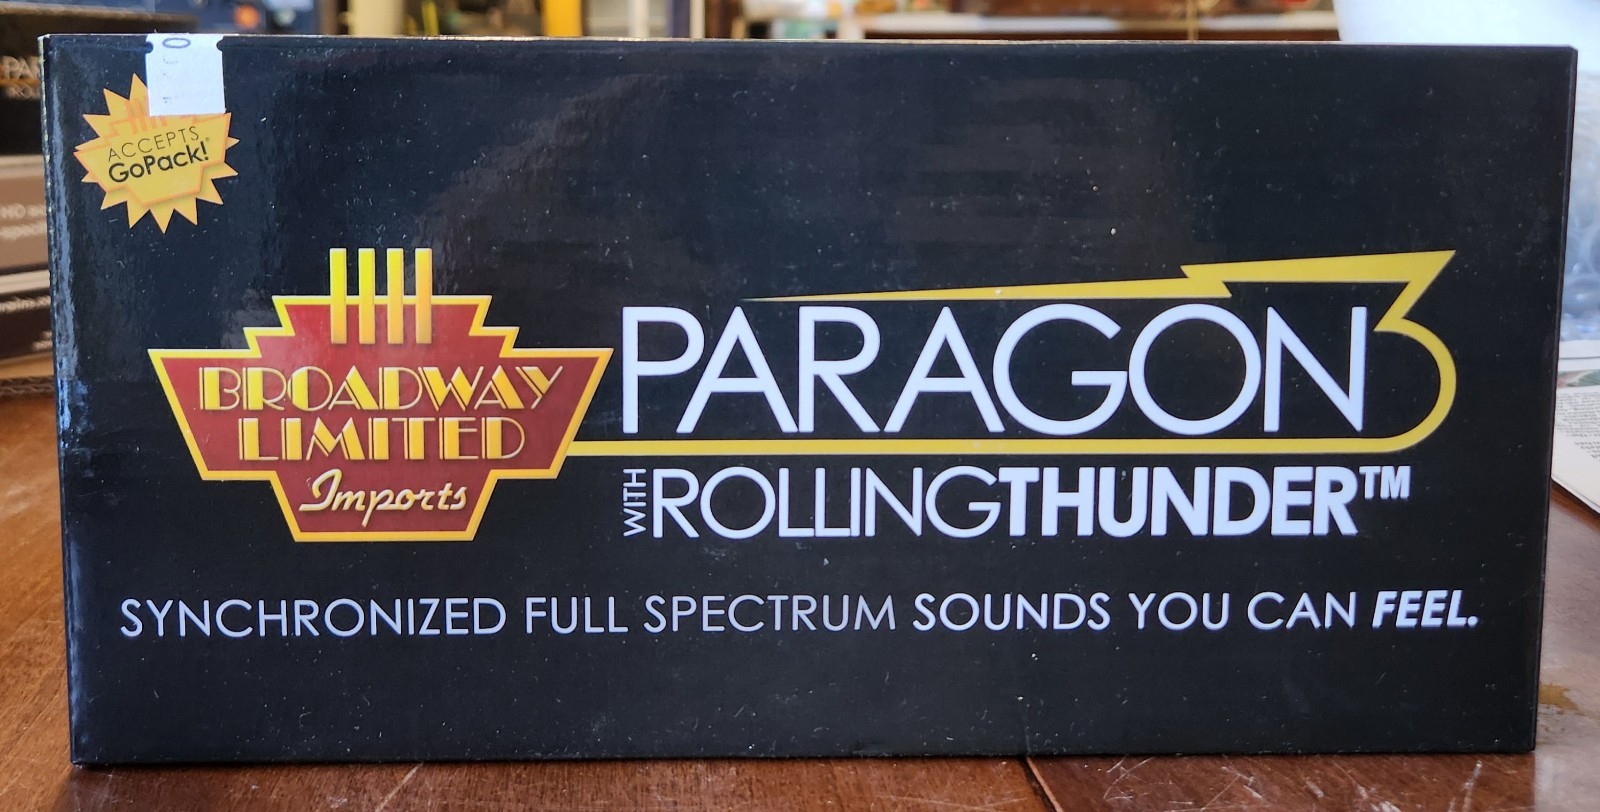 ACCEPTS
GoPack!
BROADWAY
LIMITED
Imports
PARAGON3
WITH ROLLINGTHUNDER™
SYNCHRONIZED FULL SPECTRUM SOUNDS YOU CAN FEEL.